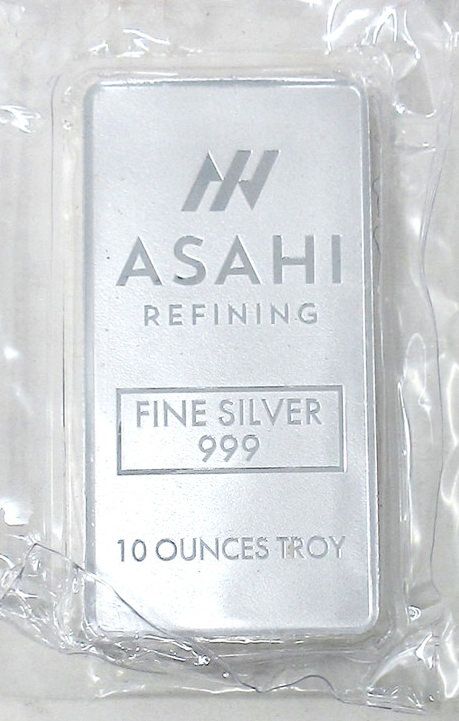 ASAHI
REFINING
FINE SILVER
999
10 OUNCES TROY